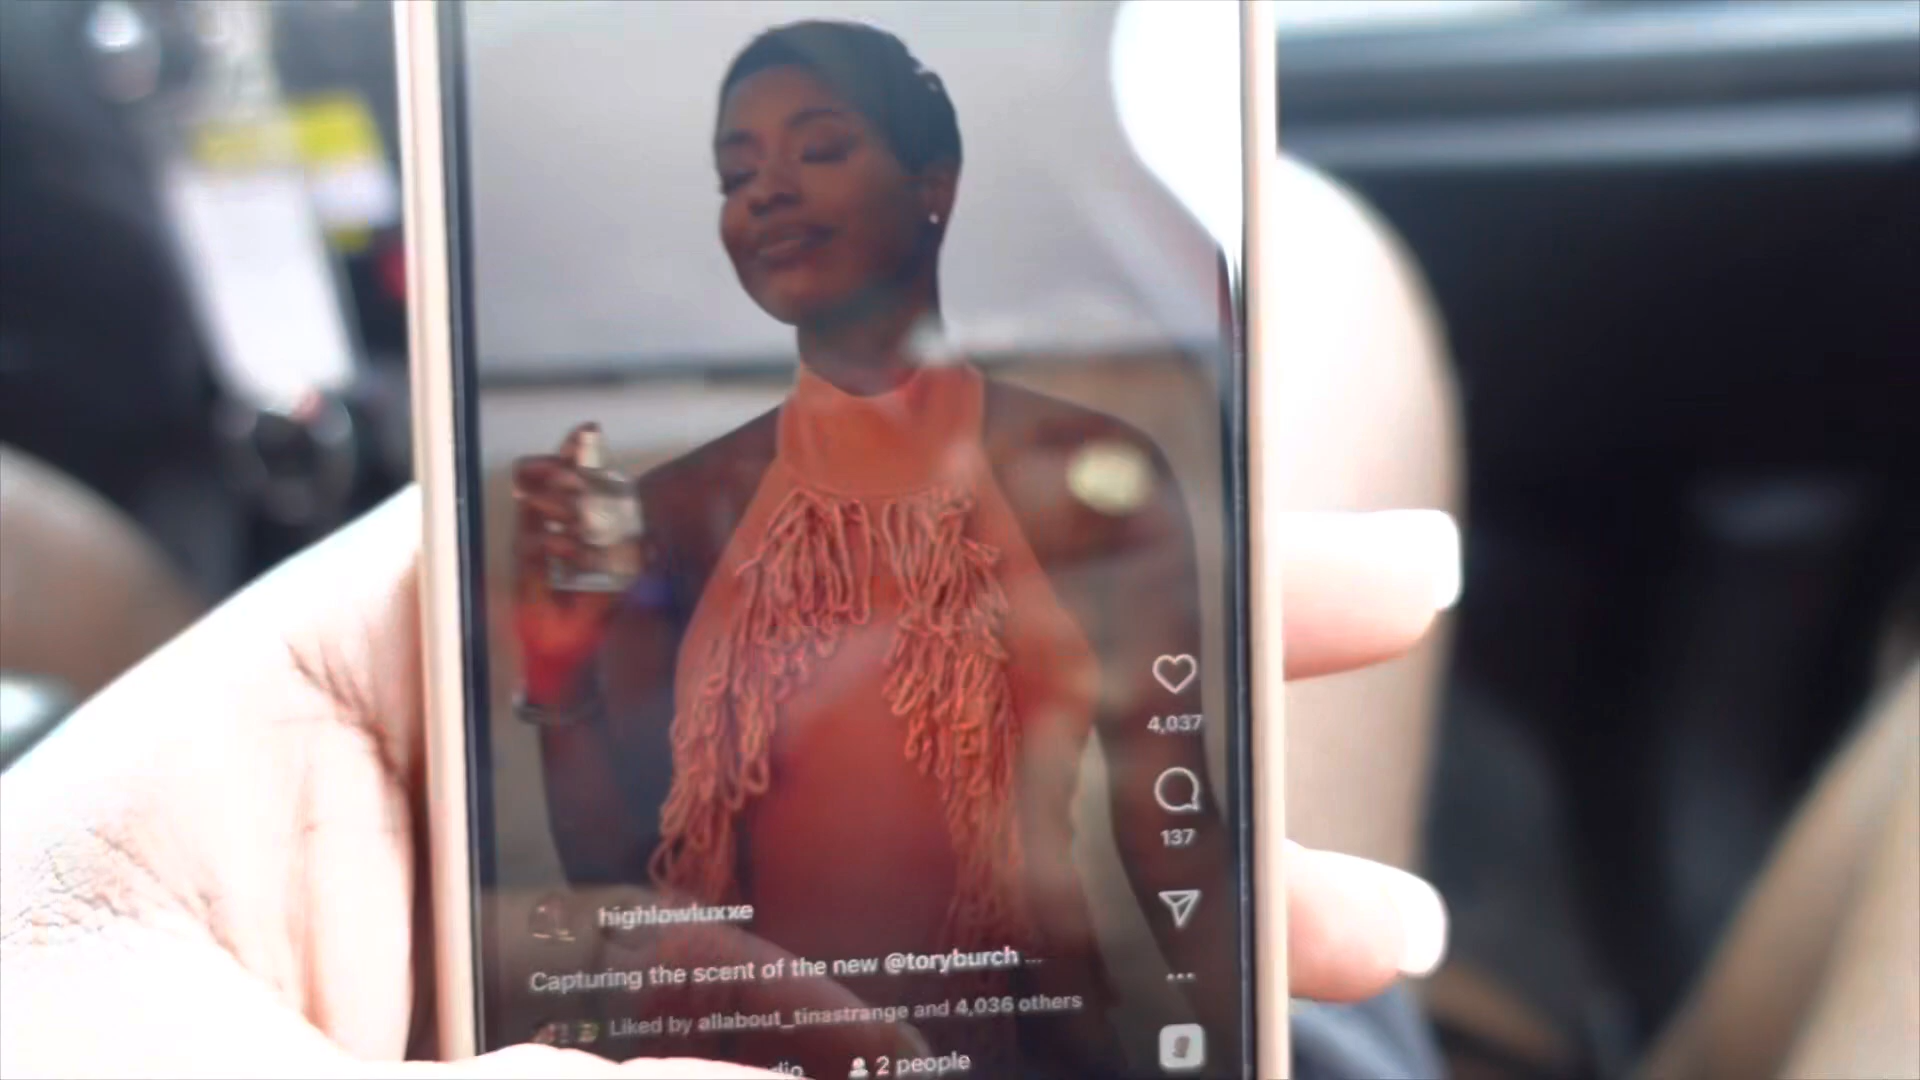 4,037
137
highlowluxxe
Capturing the scent of the new @toryburch ...
Liked by allabout_tinastrange and 4,036 others
2 people